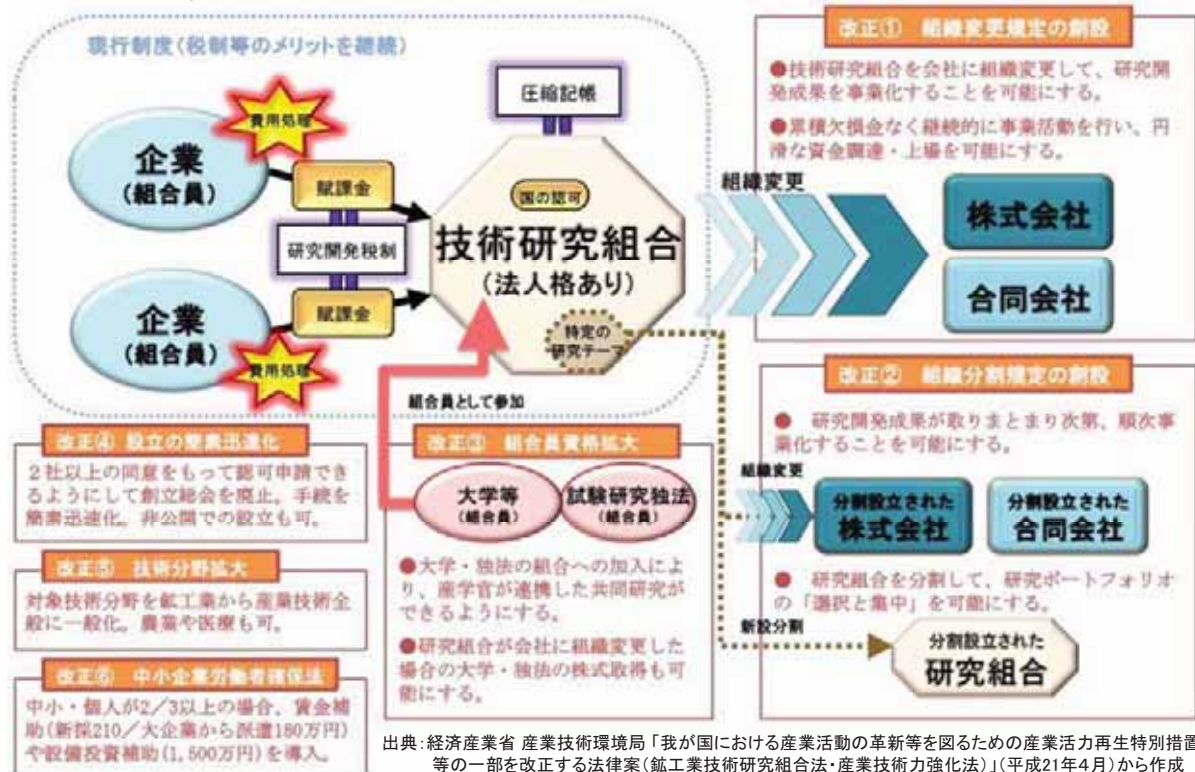 現行制度(税制等のメリットを継続)
圧縮記帳
費用処理
企業
(組合員)
賦課金
国の認可
研究開発税制
技術研究組合
(法人格あり)
賦課金
企業
(組合員)
費用処理
特定の
研究テーマ
組織変更
組合員として参加
改正① 組織変更規定の創設
●技術研究組合を会社に組織変更して、研究開
発成果を事業化することを可能にする。
●累積欠損金なく継続的に事業活動を行い、円
滑な資金調達・上場を可能にする。
株式会社
合同会社
改正② 組織分割規定の創設
● 研究開発成果が取りまとまり次第、順次事
業化することを可能にする。
組織変更
分割設立された
株式会社
分割設立された
合同会社
● 研究組合を分割して、研究ポートフォリオ
の「選択と集中」を可能にする。
新設分割
分割設立された
研究組合
改正③ 組合員資格拡大
大学等
(組合員)
試験研究独法
(組合員)
●大学・独法の組合への加入によ
り、産学官が連携した共同研究が
できるようにする。
●研究組合が会社に組織変更した
場合の大学・独法の株式取得も可
能にする。
改正④ 設立の簡素迅速化
2社以上の同意をもって認可申請でき
るようにして創立総会を廃止。手続を
簡素迅速化。非公開での設立も可。
改正⑤ 技術分野拡大
対象技術分野を鉱工業から産業技術全
般に一般化。農業や医療も可。
改正⑥ 中小企業労働者確保法
中小・個人が2/3以上の場合、賃金補
助(新採210/大企業から派遣180万円)
や設備投資補助(1,500万円)を導入。
出典:経済産業省 産業技術環境局「我が国における産業活動の革新等を図るための産業活力再生特別措置
等の一部を改正する法律案(鉱工業技術研究組合法・産業技術力強化法)」(平成21年4月)から作成